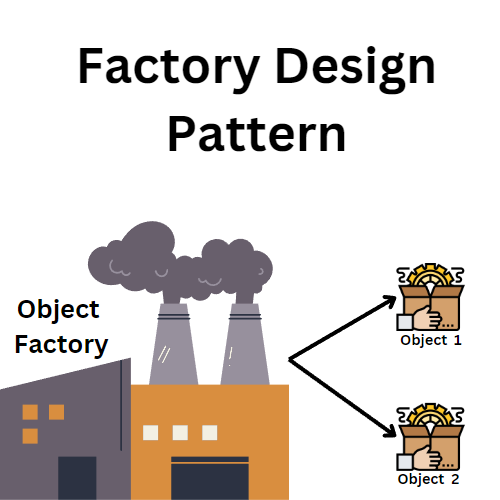 Factory Design
Pattern
Object
Factory
Object 1
Object 2